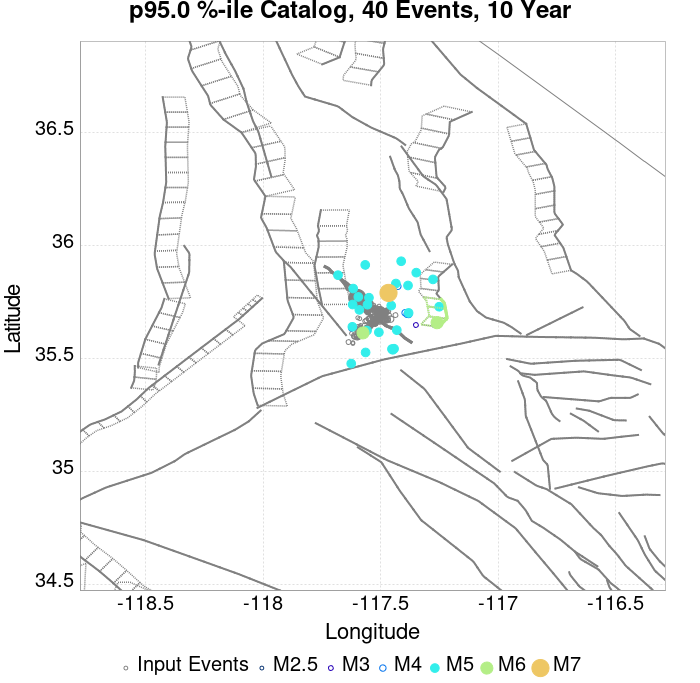 p95.0 %-ile Catalog, 40 Events, 10 Year
36.5
36
35.5
35
34.5
Latitude
-118.5 -118 -117.5 -117 -116.5
Longitude
Input Events M2.5 M3 M4 M5 M6 M7